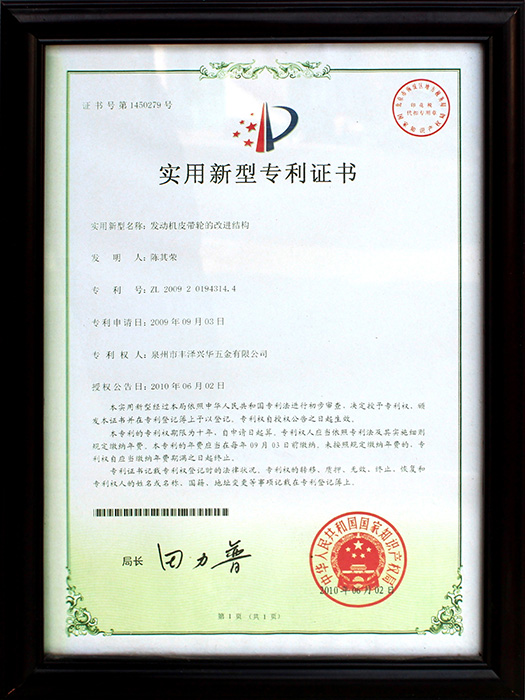 证书号第1450279号
实用新型专利证书
实用新型名称：发动机皮带轮的改进结构
发明人：陈其荣
专利号：ZL 2009 2 0194314.4
专利申请日：2009年09月03日
专利权人：泉州市丰泽兴华五金有限公司
授权公告日：2010年06月02日
本实用新型经过本局依照中华人民共和国专利法进行初步审查，决定授予专利权，颁
发本证书并在专利登记簿上予以登记。专利权自授权公告之日起生效。
本专利的专利权期限为十年，自申请日起算。专利权人应当依照专利法及其实施细则
规定缴纳年费。本专利的年费应当在每年09月03日前缴纳。未按照规定缴纳年费的，专
利权自应当缴纳年费期满之日起终止。
专利证书记载专利权登记时的法律状况。专利权的转移、质押、无效、终止、恢复和
专利权人的姓名或名称、国籍、地址变更等事项记载在专利登记簿上。
局长
田力普
中华人民共和国国家知识产权局
2010年06月02日
第1页（共1页）